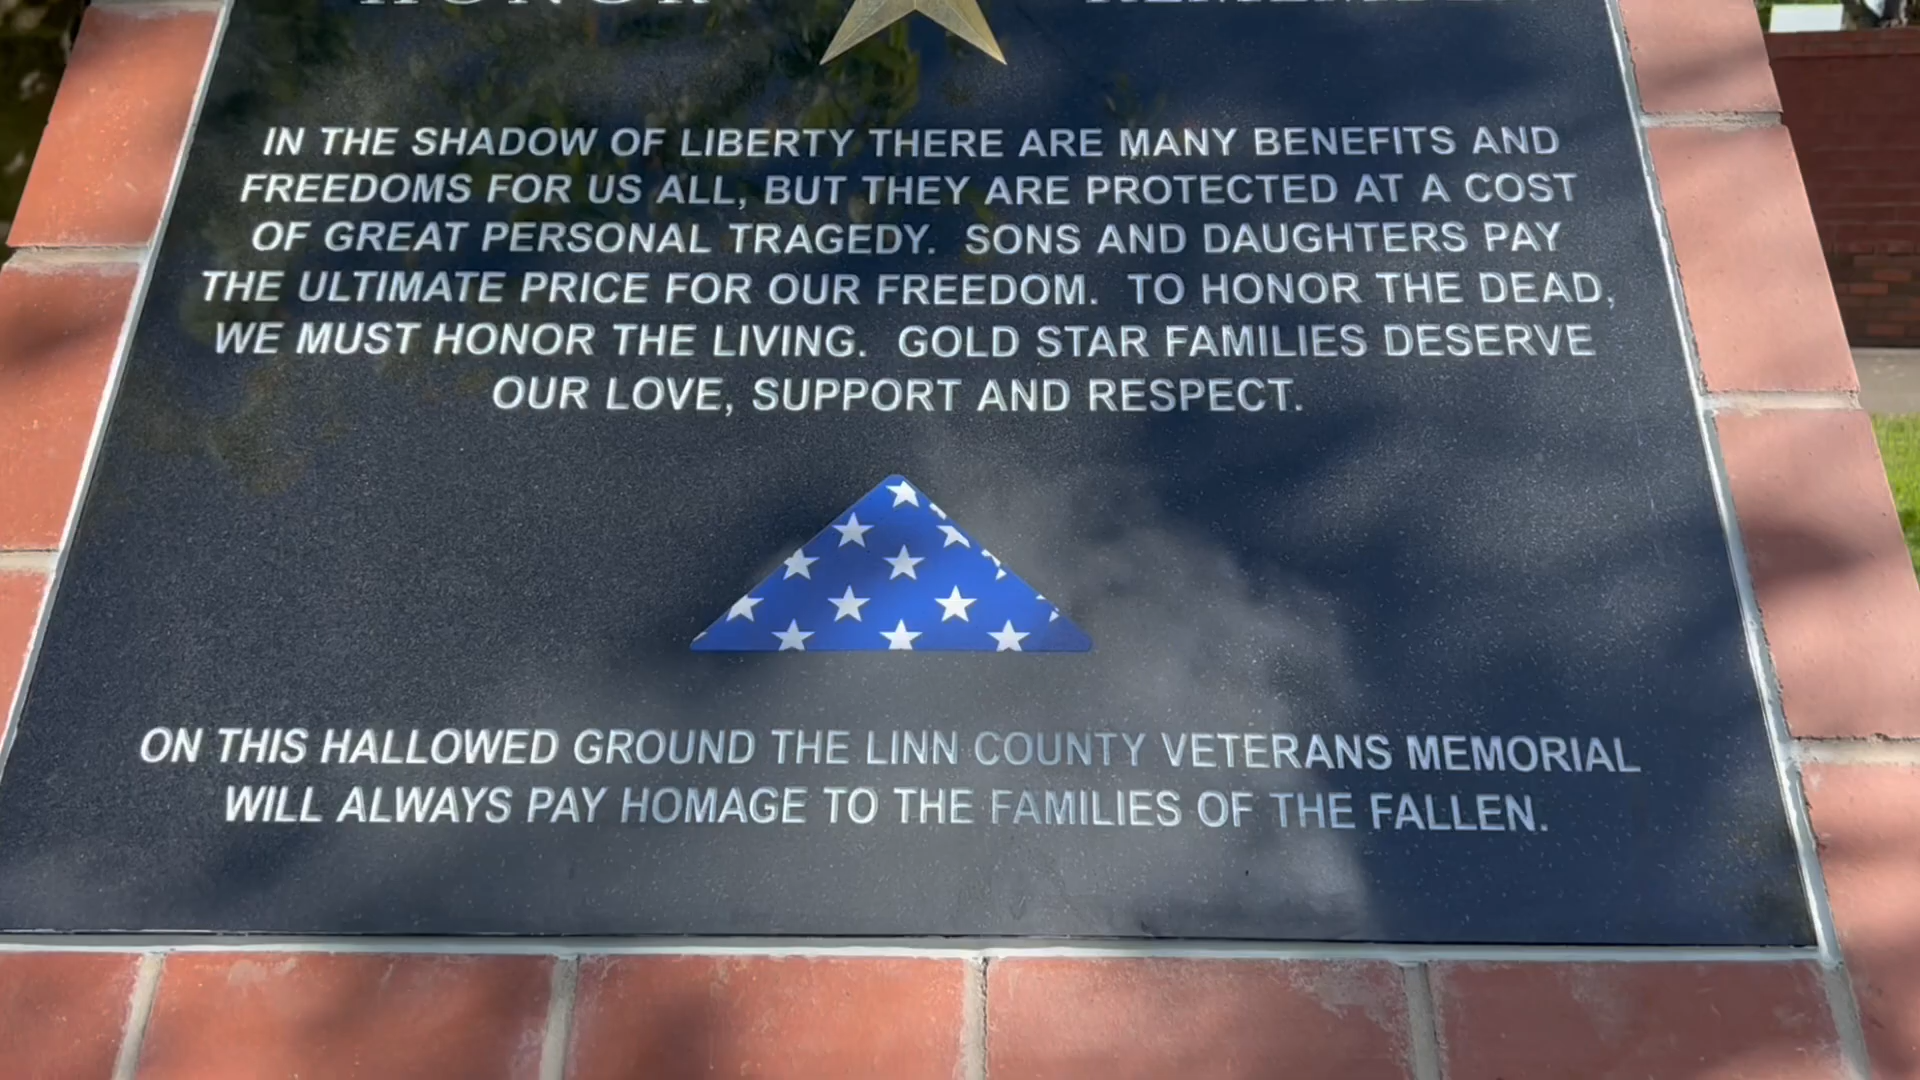 HONOR REMEMBER
IN THE SHADOW OF LIBERTY THERE ARE MANY BENEFITS AND
FREEDOMS FOR US ALL, BUT THEY ARE PROTECTED AT A COST
OF GREAT PERSONAL TRAGEDY. SONS AND DAUGHTERS PAY
THE ULTIMATE PRICE FOR OUR FREEDOM. TO HONOR THE DEAD,
WE MUST HONOR THE LIVING. GOLD STAR FAMILIES DESERVE
OUR LOVE, SUPPORT AND RESPECT.
ON THIS HALLOWED GROUND THE LINN COUNTY VETERANS MEMORIAL
WILL ALWAYS PAY HOMAGE TO THE FAMILIES OF THE FALLEN.